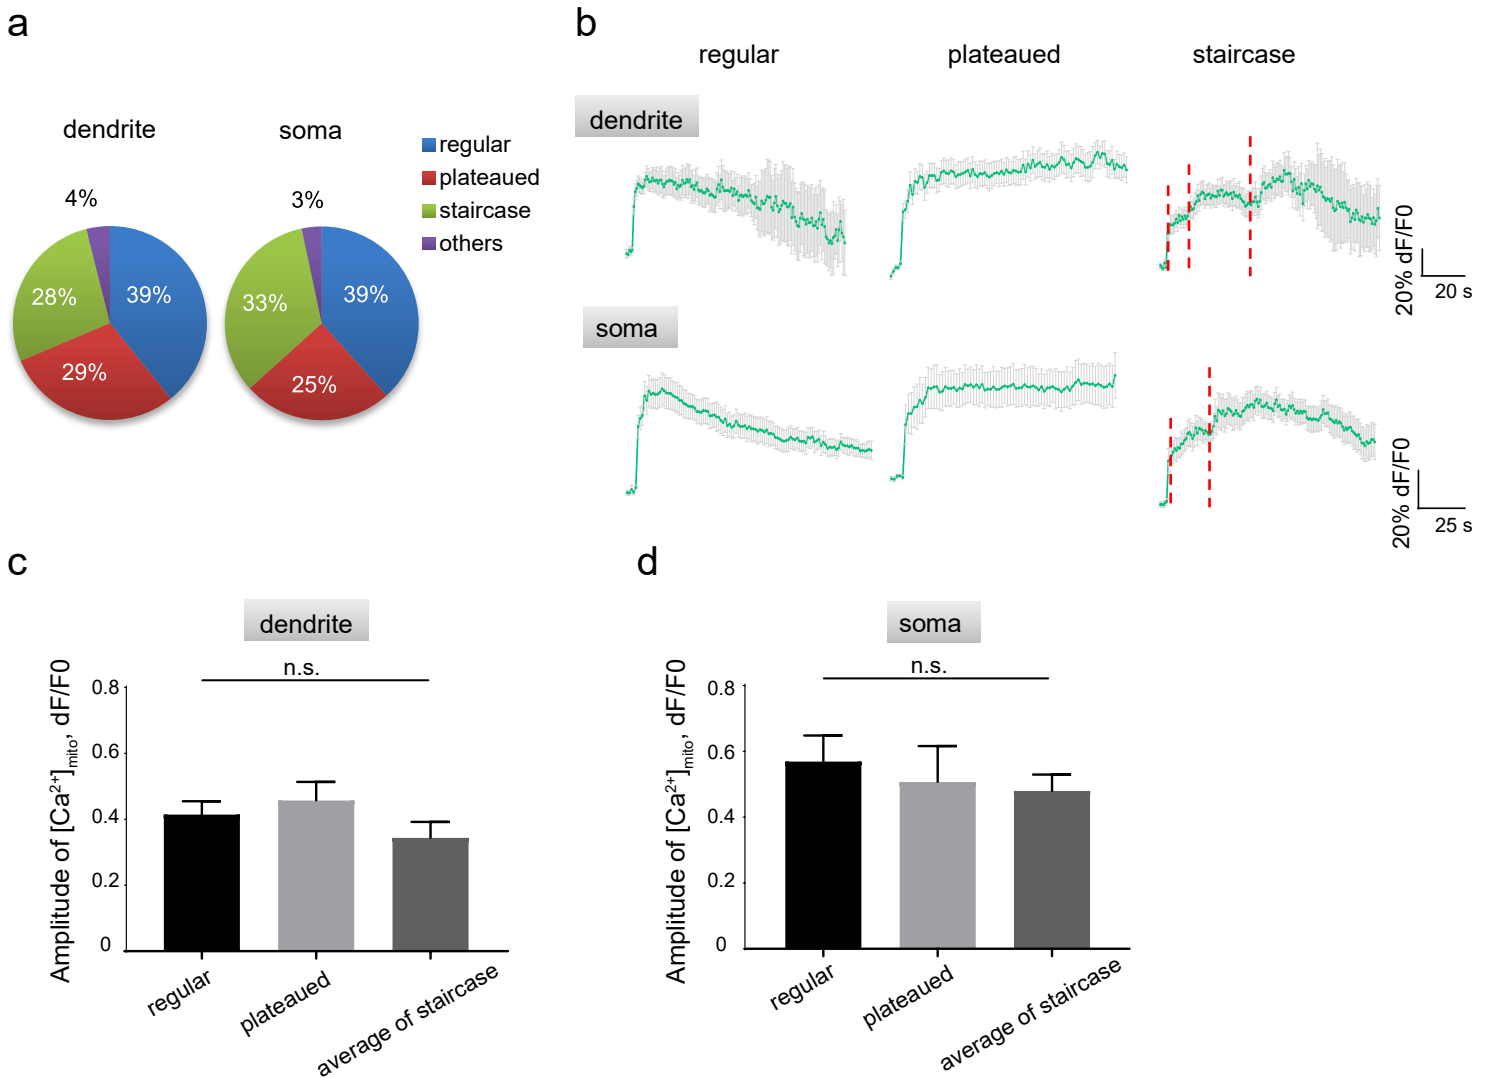 a
dendrite
soma
4%
3%
28%
39%
29%
33%
39%
25%
regular
plateaued
staircase
others
b
regular
plateaued
staircase
dendrite
20% dF/F0
20 s
soma
20% dF/F0
25 s
c
dendrite
n.s.
Amplitude of [Ca²⁺]mito, dF/F0
0.8
0.6
0.4
0.2
0
regular
plateaued
average of staircase
d
soma
n.s.
Amplitude of [Ca²⁺]mito, dF/F0
0.8
0.6
0.4
0.2
0
regular
plateaued
average of staircase